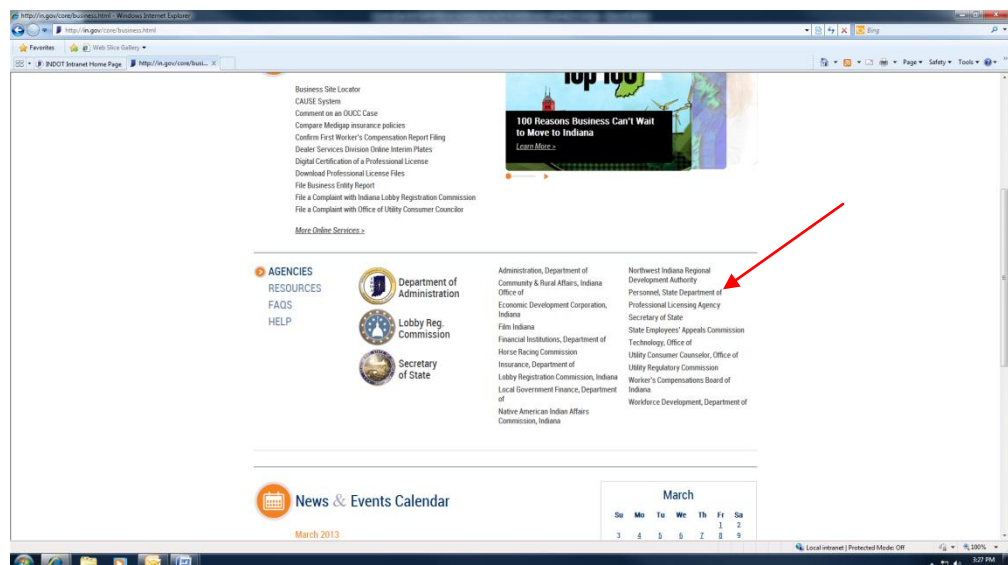 http://in.gov/core/business.html - Windows Internet Explorer
http://in.gov/core/business.html
Bing
Favorites
Web Slice Gallery
INDOT Intranet Home Page
http://in.gov/core/busi...
Page
Safety
Tools
Top 100
Business Site Locator
CAUSE System
Comment on an OUCC Case
Compare Medigap insurance policies
Confirm First Worker's Compensation Report Filing
Dealer Services Division Online Interim Plates
Digital Certification of a Professional License
Download Professional License Files
File Business Entity Report
File a Complaint with Indiana Lobby Registration Commission
File a Complaint with Office of Utility Consumer Councilor
More Online Services »
100 Reasons Business Can't Wait
to Move to Indiana
Learn More »
AGENCIES
RESOURCES
FAQS
HELP
Department of
Administration
Lobby Reg.
Commission
Secretary
of State
Administration, Department of
Community & Rural Affairs, Indiana
Office of
Economic Development Corporation,
Indiana
Film Indiana
Financial Institutions, Department of
Horse Racing Commission
Insurance, Department of
Lobby Registration Commission, Indiana
Local Government Finance, Department
of
Native American Indian Affairs
Commission, Indiana
Northwest Indiana Regional
Development Authority
Personnel, State Department of
Professional Licensing Agency
Secretary of State
State Employees' Appeals Commission
Technology, Office of
Utility Consumer Counselor, Office of
Utility Regulatory Commission
Worker's Compensations Board of
Indiana
Workforce Development, Department of
News & Events Calendar
March 2013
March
Su Mo Tu We Th Fr Sa
1 2
3 4 5 6 7 8 9
Local intranet | Protected Mode: Off
100%
3:27 PM